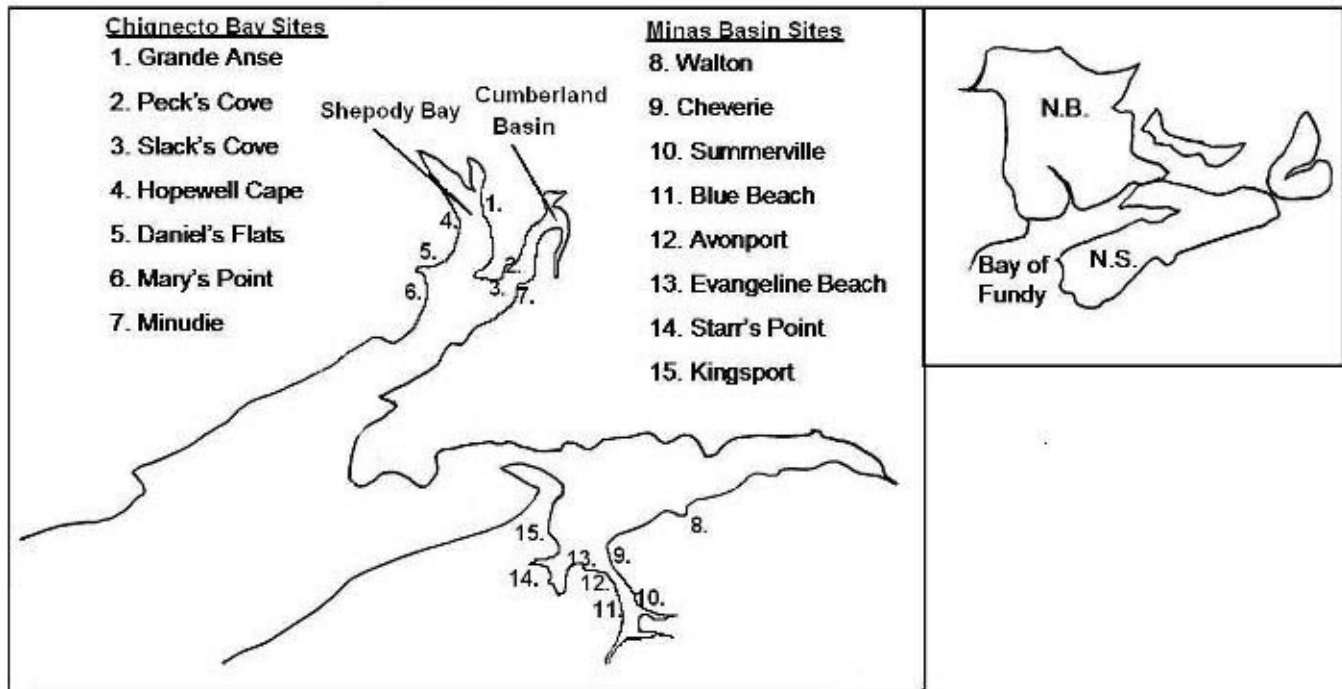 Chignecto Bay Sites
1. Grande Anse
2. Peck's Cove
3. Slack's Cove
4. Hopewell Cape
5. Daniel's Flats
6. Mary's Point
7. Minudie
Shepody Bay
Cumberland
Basin
Minas Basin Sites
8. Walton
9. Cheverie
10. Summerville
11. Blue Beach
12. Avonport
13. Evangeline Beach
14. Starr's Point
15. Kingsport
1.
4.
5.
2.
6.
3.
7.
8.
15.
9.
13.
14.
12.
10.
11.
N.B.
N.S.
Bay of
Fundy